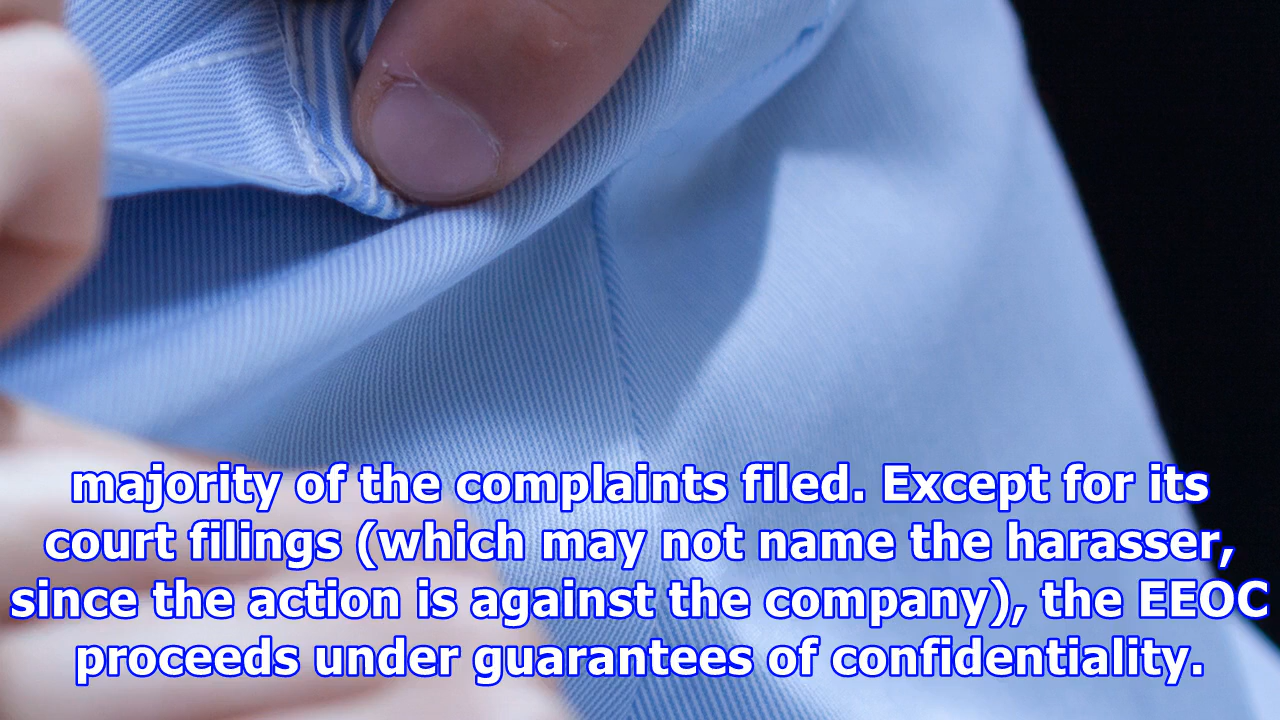 majority of the complaints filed. Except for its
court filings (which may not name the harasser,
since the action is against the company), the EEOC
proceeds under guarantees of confidentiality.